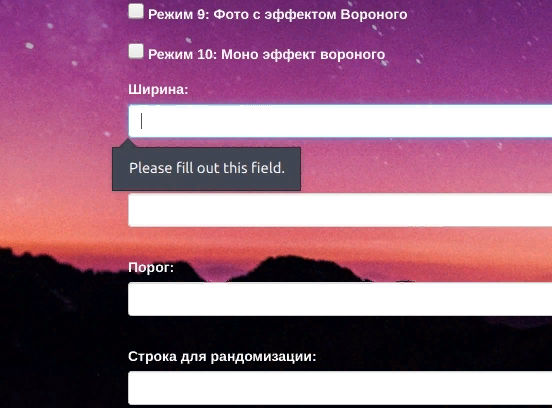 Режим 9: Фото с эффектом Вороного
Режим 10: Моно эффект вороного
Ширина:
Please fill out this field.
Порог:
Строка для рандомизации: